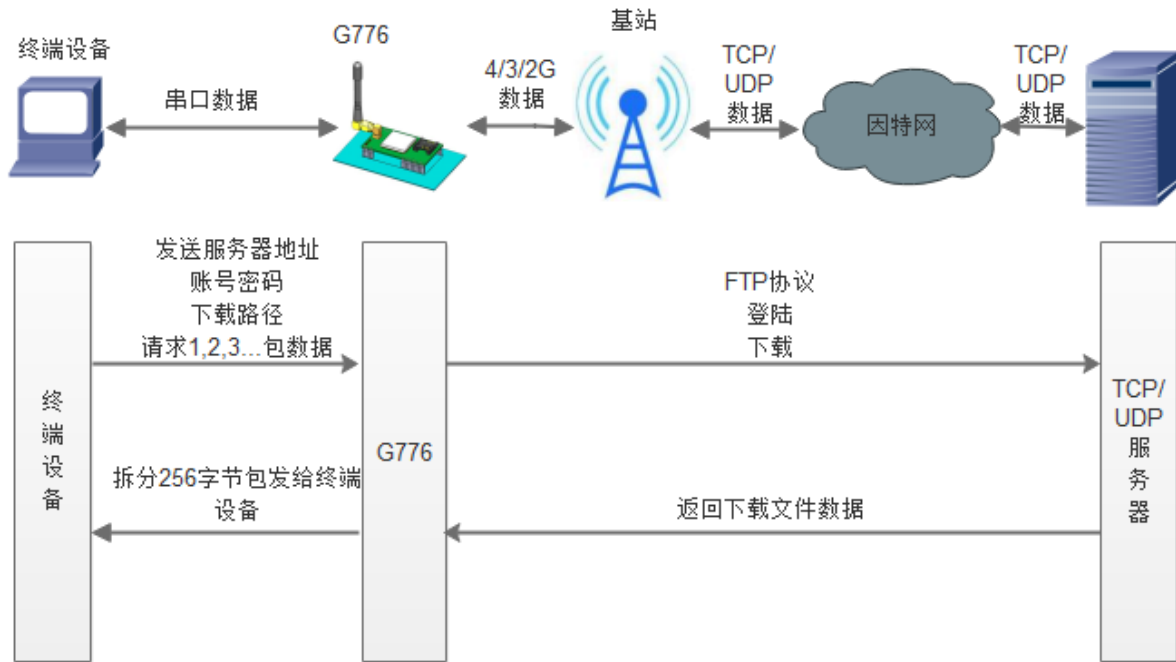 终端设备
G776
基站
串口数据
4/3/2G
数据
TCP/
UDP
数据
因特网
TCP/
UDP
数据
发送服务器地址
账号密码
下载路径
请求1,2,3...包数据
FTP协议
登陆
下载
终
端
设
备
G776
TCP/
UDP
服
务
器
拆分256字节包发给终端
设备
返回下载文件数据